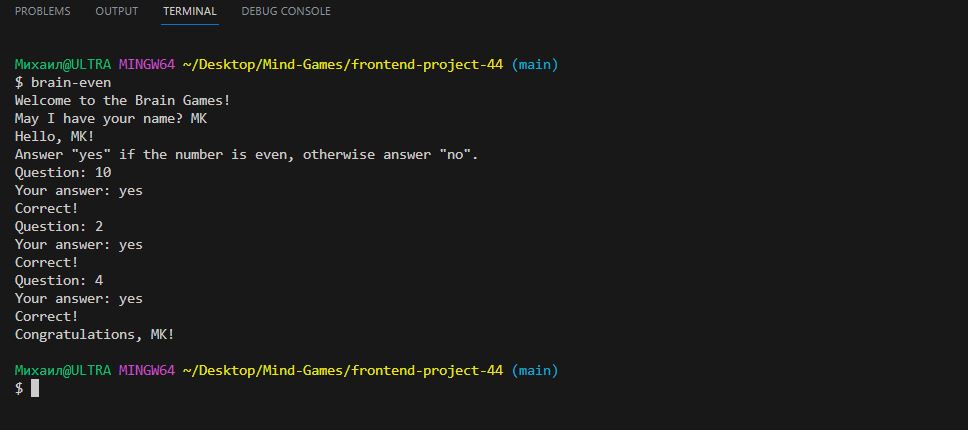 PROBLEMS OUTPUT TERMINAL DEBUG CONSOLE
Михаил@ULTRA MINGW64 ~/Desktop/Mind-Games/frontend-project-44 (main)
$ brain-even
Welcome to the Brain Games!
May I have your name? MK
Hello, MK!
Answer "yes" if the number is even, otherwise answer "no".
Question: 10
Your answer: yes
Correct!
Question: 2
Your answer: yes
Correct!
Question: 4
Your answer: yes
Correct!
Congratulations, MK!
Михаил@ULTRA MINGW64 ~/Desktop/Mind-Games/frontend-project-44 (main)
$